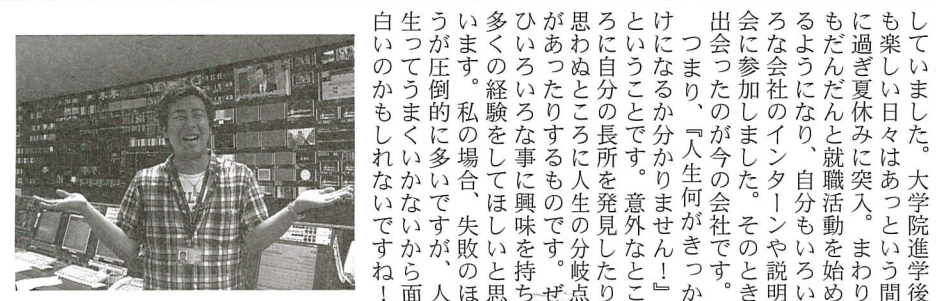 していました。大学院進学後
も楽しい日々はあっという間
に過ぎ夏休みに突入。まわり
もだんだんと就職活動を始め
るようになり、自分もいろい
ろな会社のインターンや説明
会に参加しました。そのとき
出会ったのが今の会社です。
つまり、『人生何がきっか
けになるか分かりません!』
ということです。意外なとこ
ろに自分の長所を発見したり
思わぬところに人生の分岐点
があったりするものです。ぜ
ひいろいろな事に興味を持ち
多くの経験をしてほしいと思
います。私の場合、失敗のほ
うが圧倒的に多いですが、人
生ってうまくいかないから面
白いのかもしれないですね!